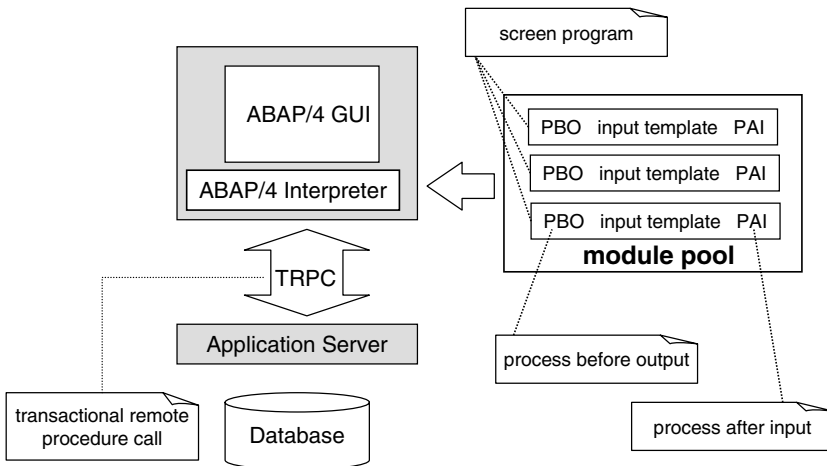 screen program
ABAP/4 GUI
ABAP/4 Interpreter
PBO input template PAI
PBO input template PAI
PBO input template PAI
module pool
TRPC
Application Server
process before output
transactional remote
procedure call
Database
process after input